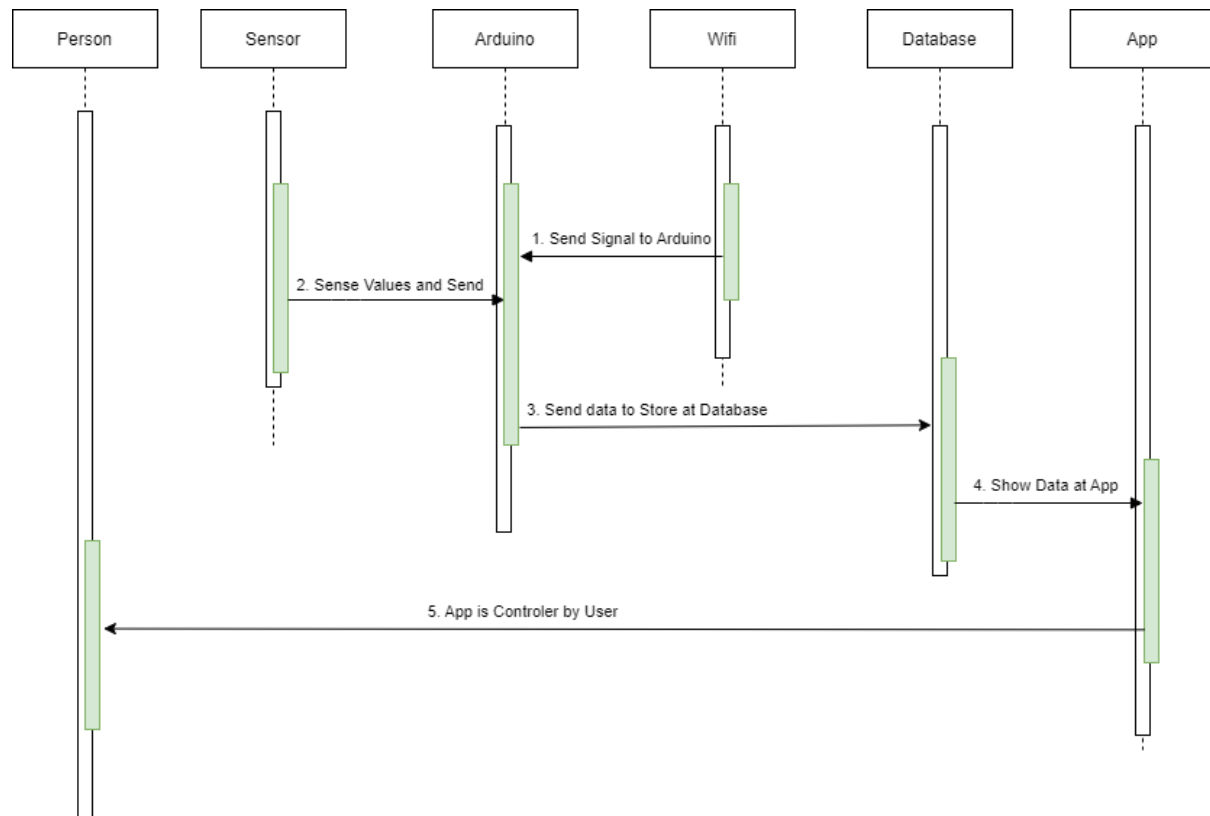 Person
Sensor
Arduino
Wifi
Database
App
1. Send Signal to Arduino
2. Sense Values and Send
3. Send data to Store at Database
4. Show Data at App
5. App is Controler by User